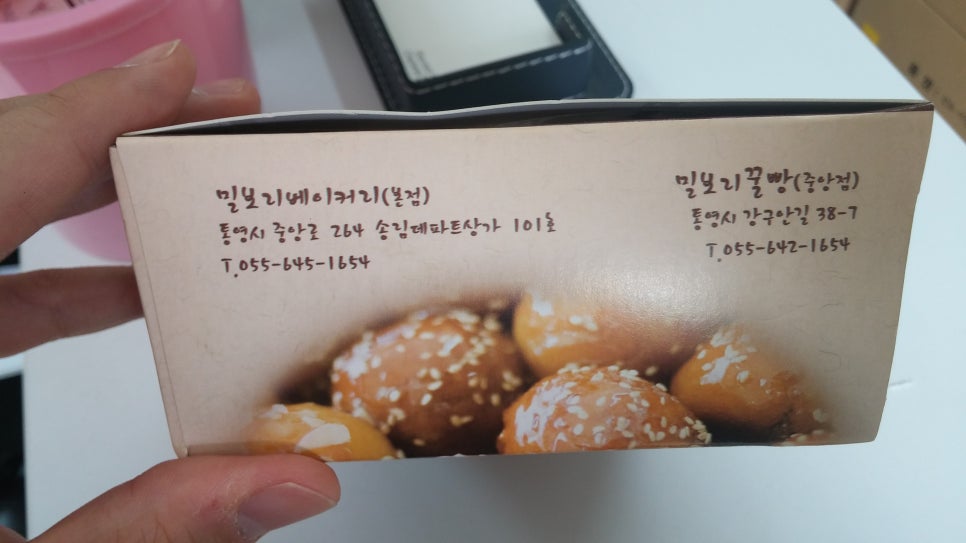 밀보리베이커리(본점)
통영시 중앙로 264 송림데파트상가 101호
T.055-645-1654
밀보리꿀빵(중앙점)
통영시 강구안길 38-7
T.055-642-1654